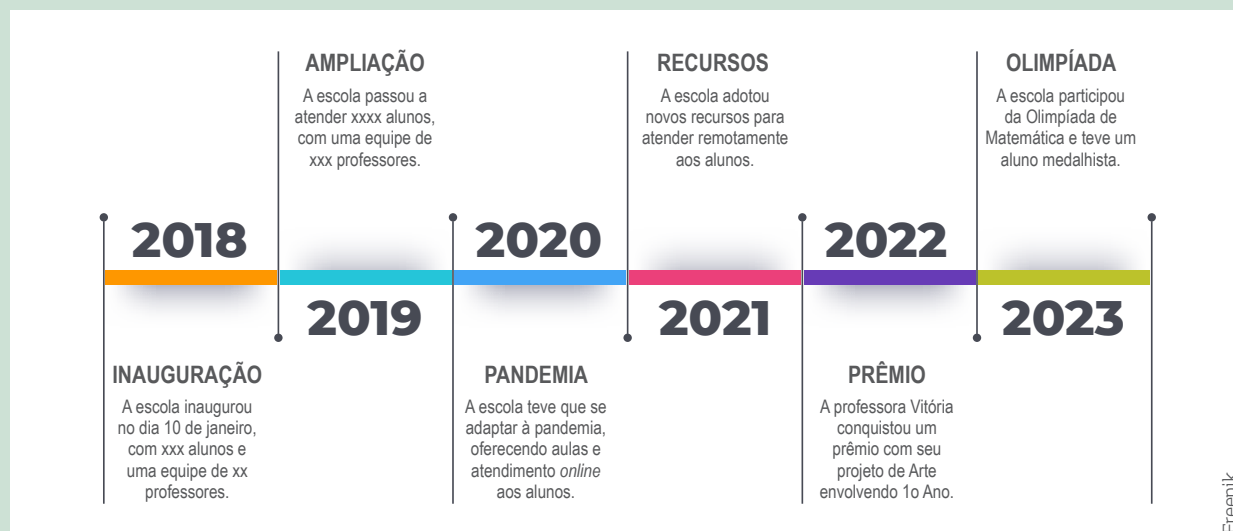 AMPLIAÇÃO
A escola passou a
atender xxxx alunos,
com uma equipe de
xxx professores.
RECURSOS
A escola adotou
novos recursos para
atender remotamente
aos alunos.
OLIMPÍADA
A escola participou
da Olimpíada de
Matemática e teve um
aluno medalhista.
2018
2019
2020
2021
2022
2023
INAUGURAÇÃO
A escola inaugurou
no dia 10 de janeiro,
com xxx alunos e
uma equipe de xx
professores.
PANDEMIA
A escola teve que se
adaptar à pandemia,
oferecendo aulas e
atendimento online
aos alunos.
PRÊMIO
A professora Vitória
conquistou um
prêmio com seu
projeto de Arte
envolvendo 1o Ano.
Freepik